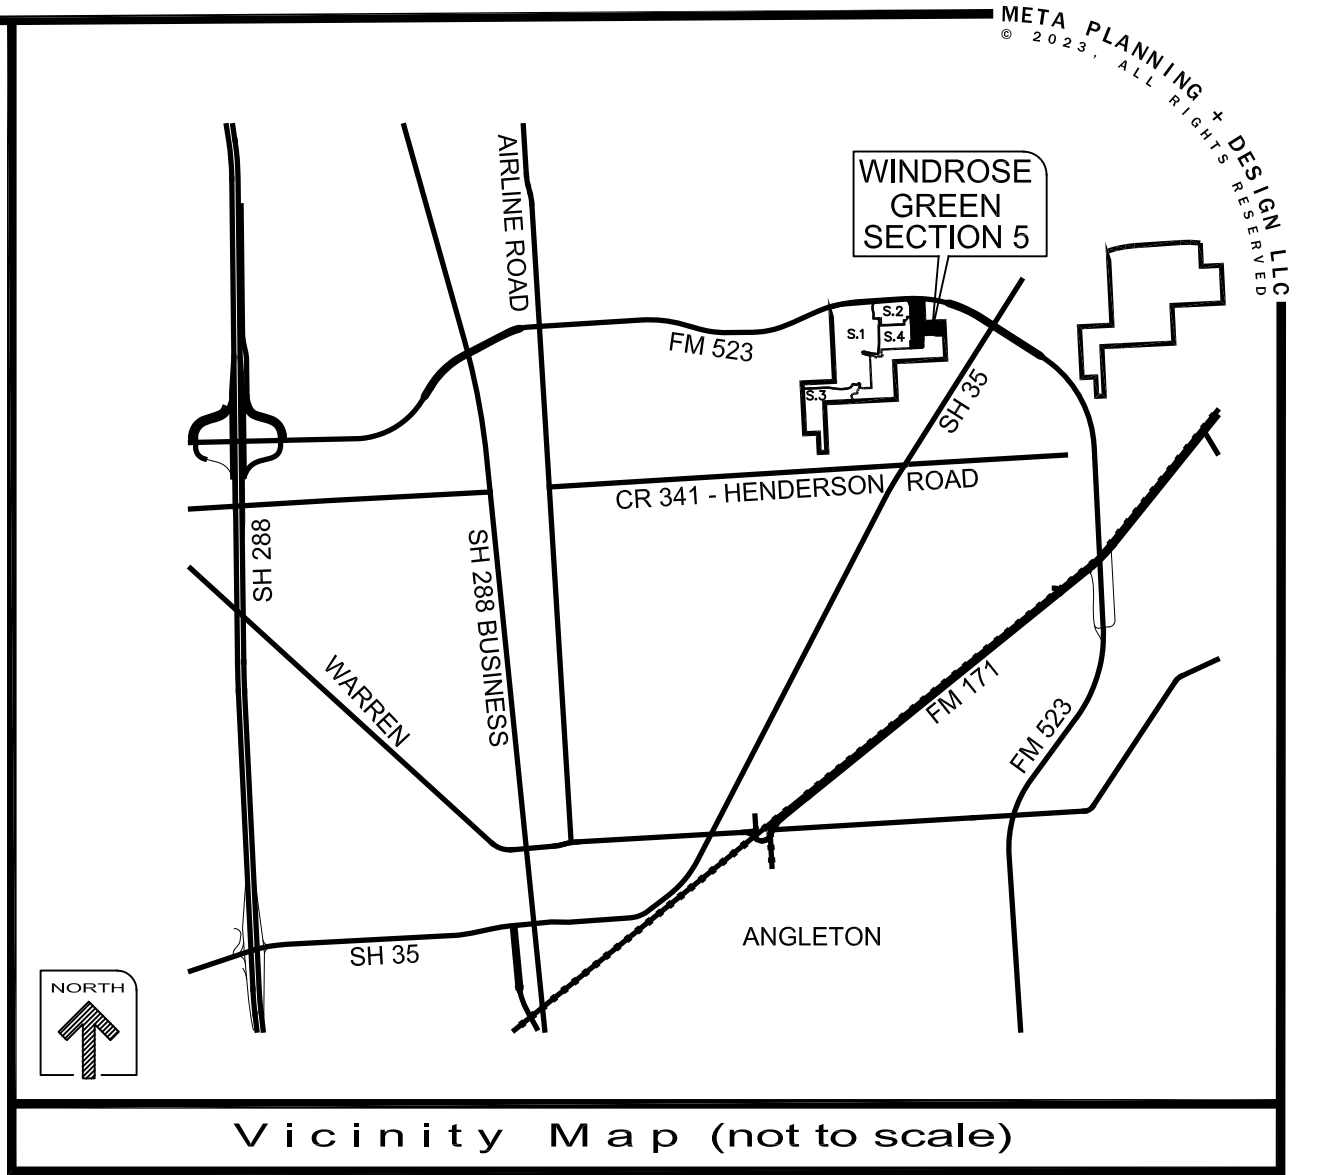 META PLANNING + DESIGN LLC
© 2023, ALL RIGHTS RESERVED
AIRLINE ROAD
WINDROSE
GREEN
SECTION 5
S.2
S.1
S.4
S.3
FM 523
SH 35
CR 341 - HENDERSON ROAD
SH 288
SH 288 BUSINESS
WARREN
FM 171
FM 523
ANGLETON
SH 35
NORTH
Vicinity Map (not to scale)